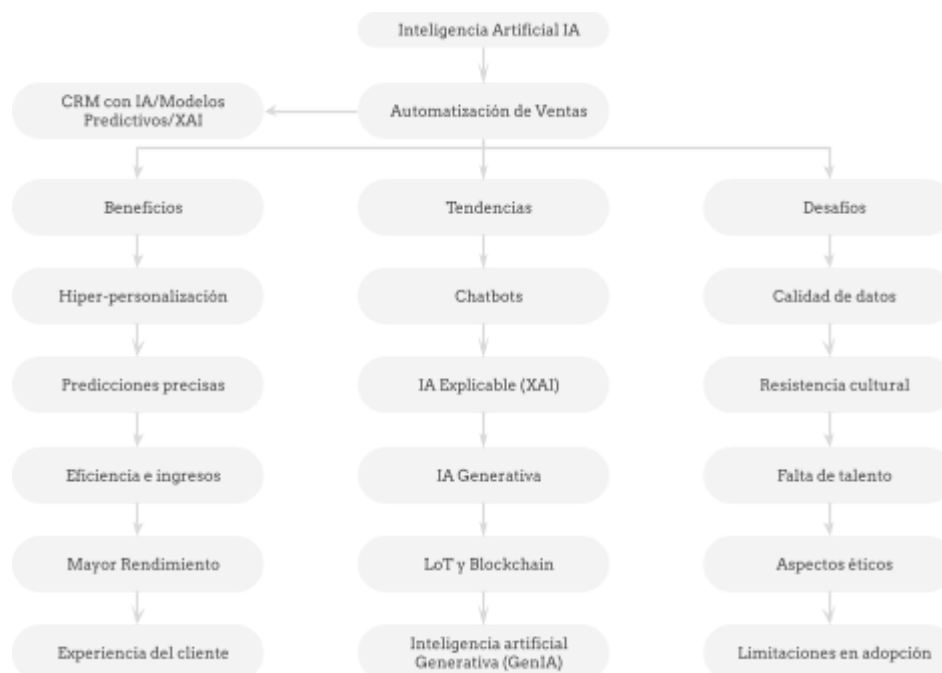 Inteligencia Artificial IA
CRM con IA/Modelos
Predictivos/XAI
Automatización de Ventas
Beneficios
Tendencias
Desafíos
Hiper-personalización
Chatbots
Calidad de datos
Predicciones precisas
IA Explicable (XAI)
Resistencia cultural
Eficiencia e ingresos
IA Generativa
Falta de talento
Mayor Rendimiento
LoT y Blockchain
Aspectos éticos
Experiencia del cliente
Inteligencia artificial
Generativa (GenIA)
Limitaciones en adopción